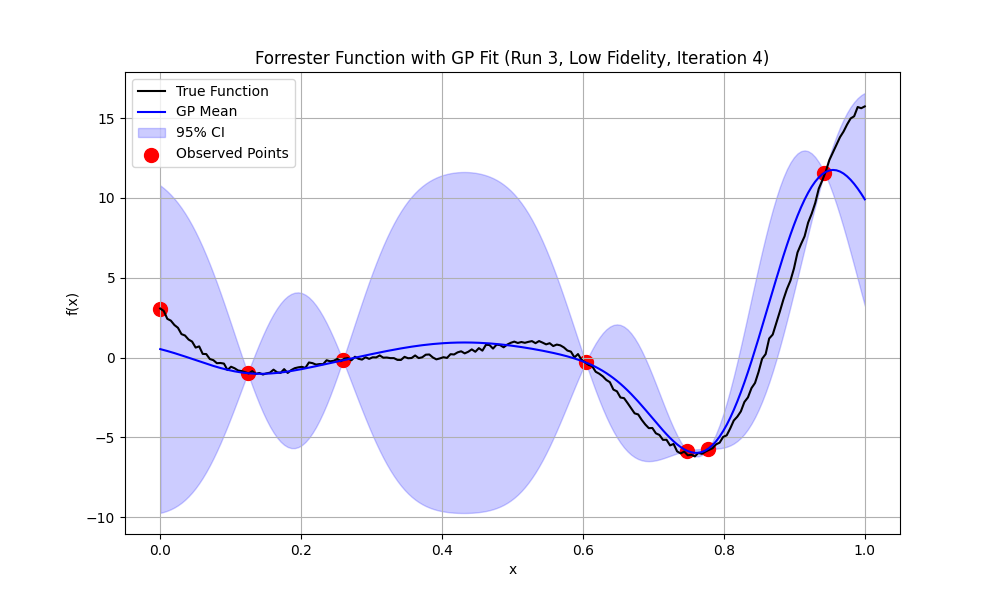 Forrester Function with GP Fit (Run 3, Low Fidelity, Iteration 4)
True Function
GP Mean
95% CI
Observed Points
f(x)
15
10
5
0
−5
−10
0.0 0.2 0.4 0.6 0.8 1.0
x